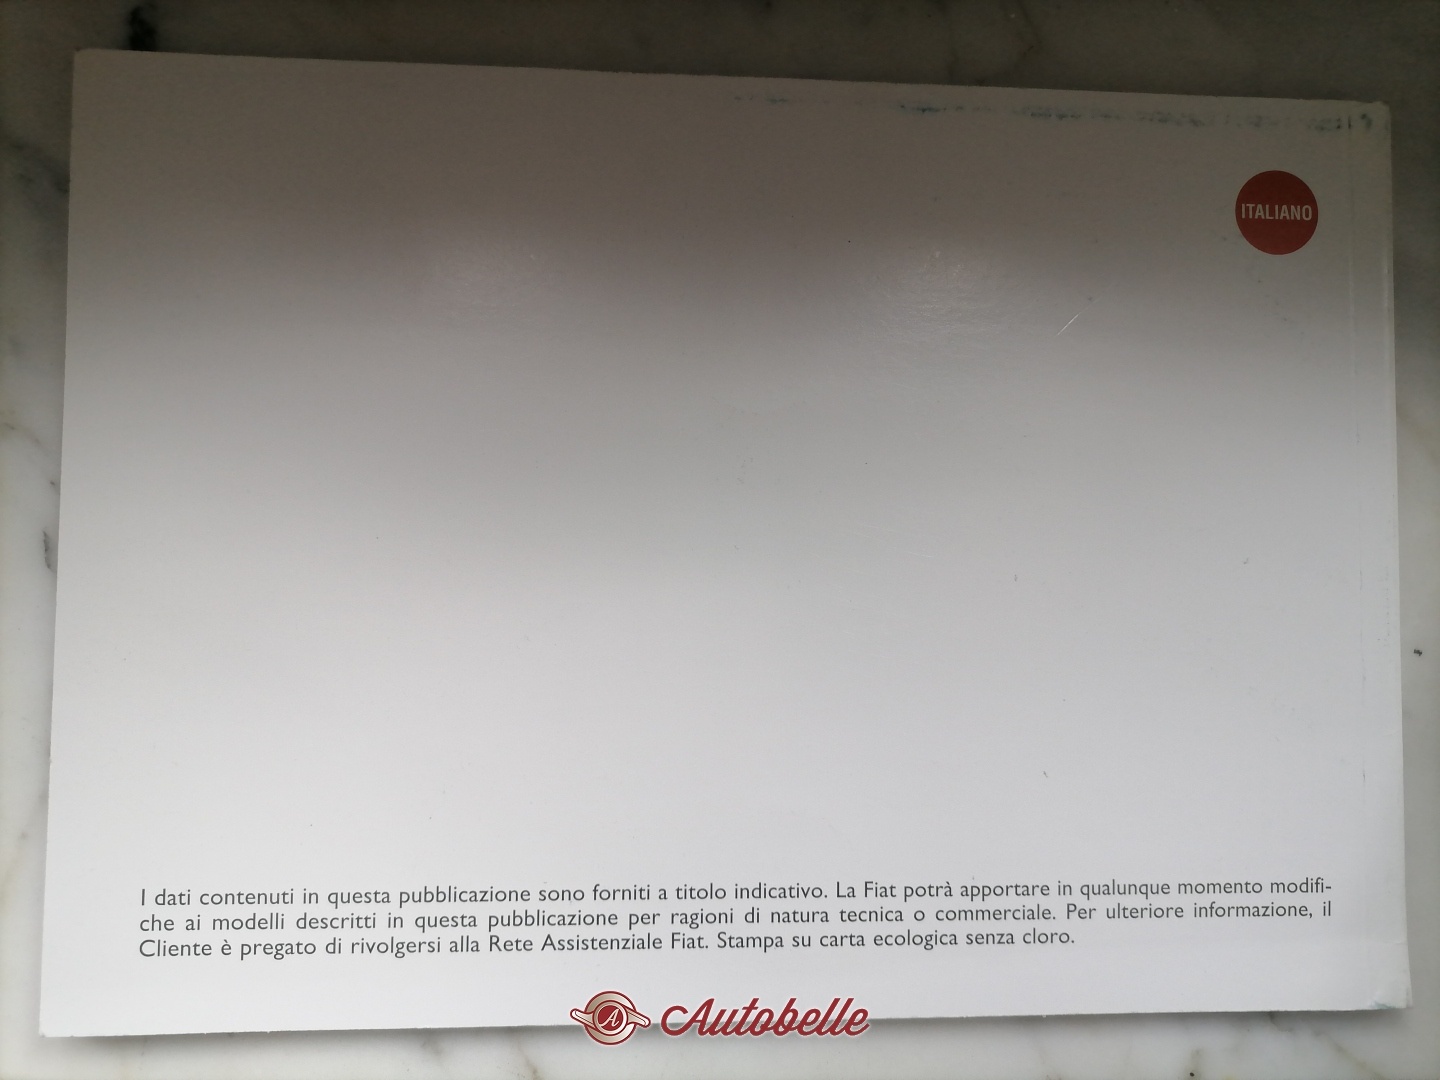 ITALIANO
I dati contenuti in questa pubblicazione sono forniti a titolo indicativo. La Fiat potrà apportare in qualunque momento modifi-
che ai modelli descritti in questa pubblicazione per ragioni di natura tecnica o commerciale. Per ulteriore informazione, il
Cliente è pregato di rivolgersi alla Rete Assistenziale Fiat. Stampa su carta ecologica senza cloro.
A Autobelle